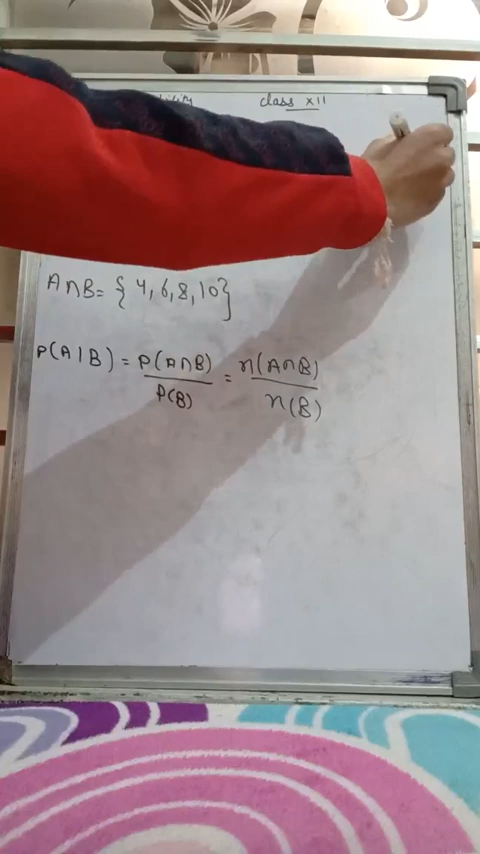 class XII
A∩B = {4, 6, 8, 10}
P(A|B) = P(A∩B) / P(B) = n(A∩B) / n(B)